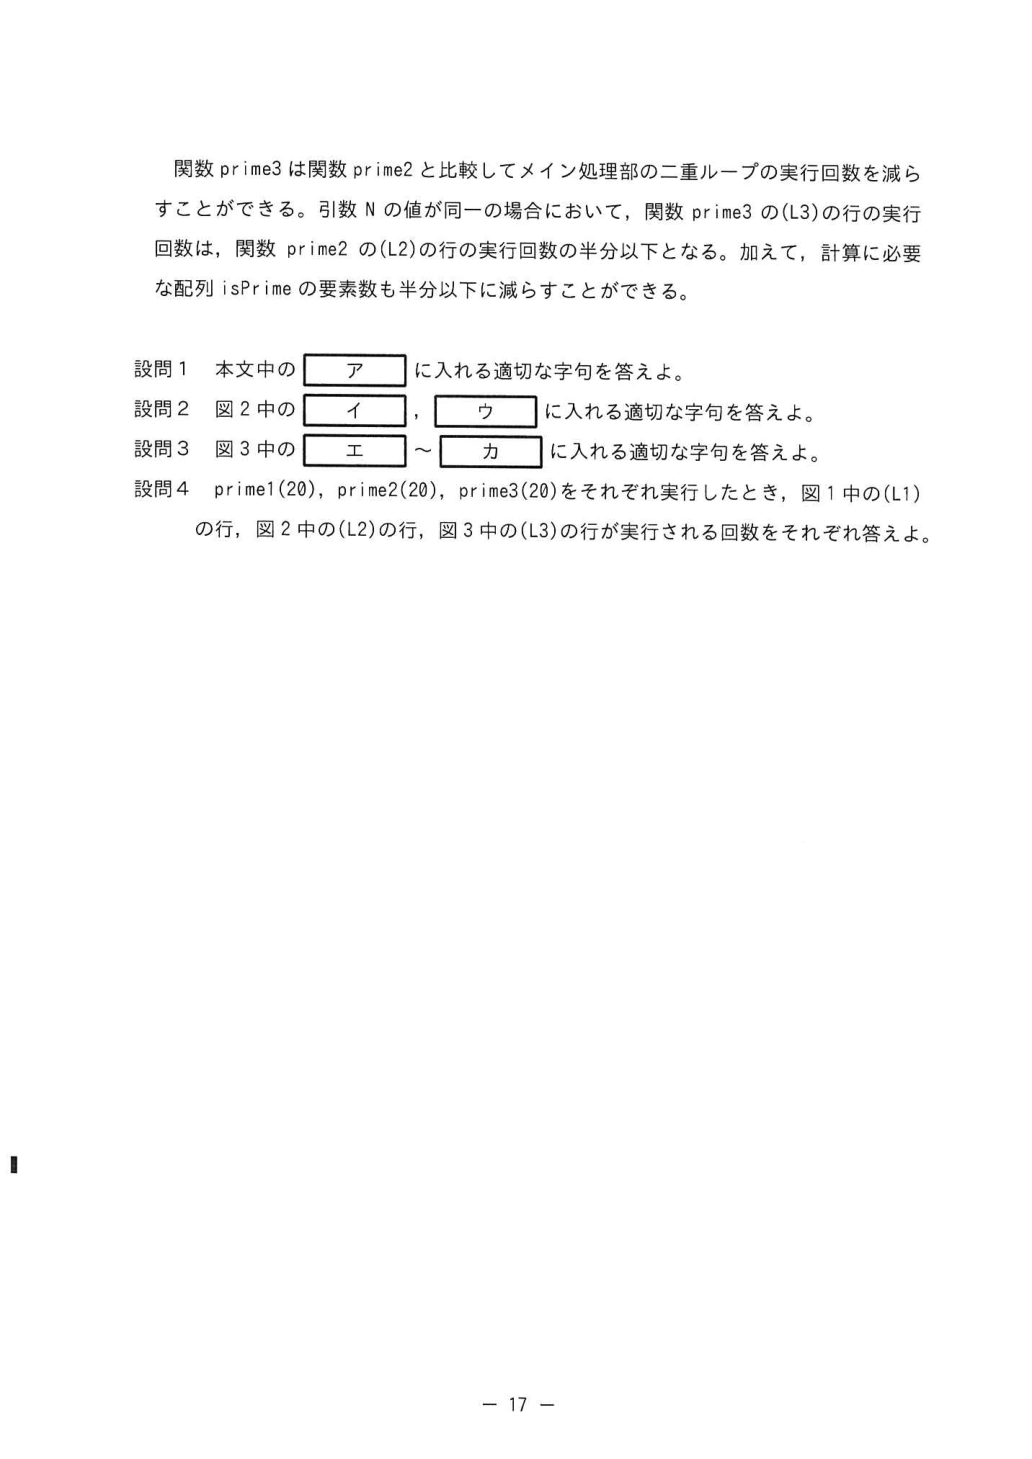 関数 prime3 は関数 prime2 と比較してメイン処理部の二重ループの実行回数を減ら
すことができる。引数 N の値が同一の場合において，関数 prime3 の(L3)の行の実行
回数は，関数 prime2 の(L2)の行の実行回数の半分以下となる。加えて，計算に必要
な配列 isPrime の要素数も半分以下に減らすことができる。
設問１ 本文中の ア に入れる適切な字句を答えよ。
設問２ 図２中の イ ， ウ に入れる適切な字句を答えよ。
設問３ 図３中の エ ～ カ に入れる適切な字句を答えよ。
設問４ prime1(20)，prime2(20)，prime3(20)をそれぞれ実行したとき，図１中の(L1)
の行，図２中の(L2)の行，図３中の(L3)の行が実行される回数をそれぞれ答えよ。
－ 17 －